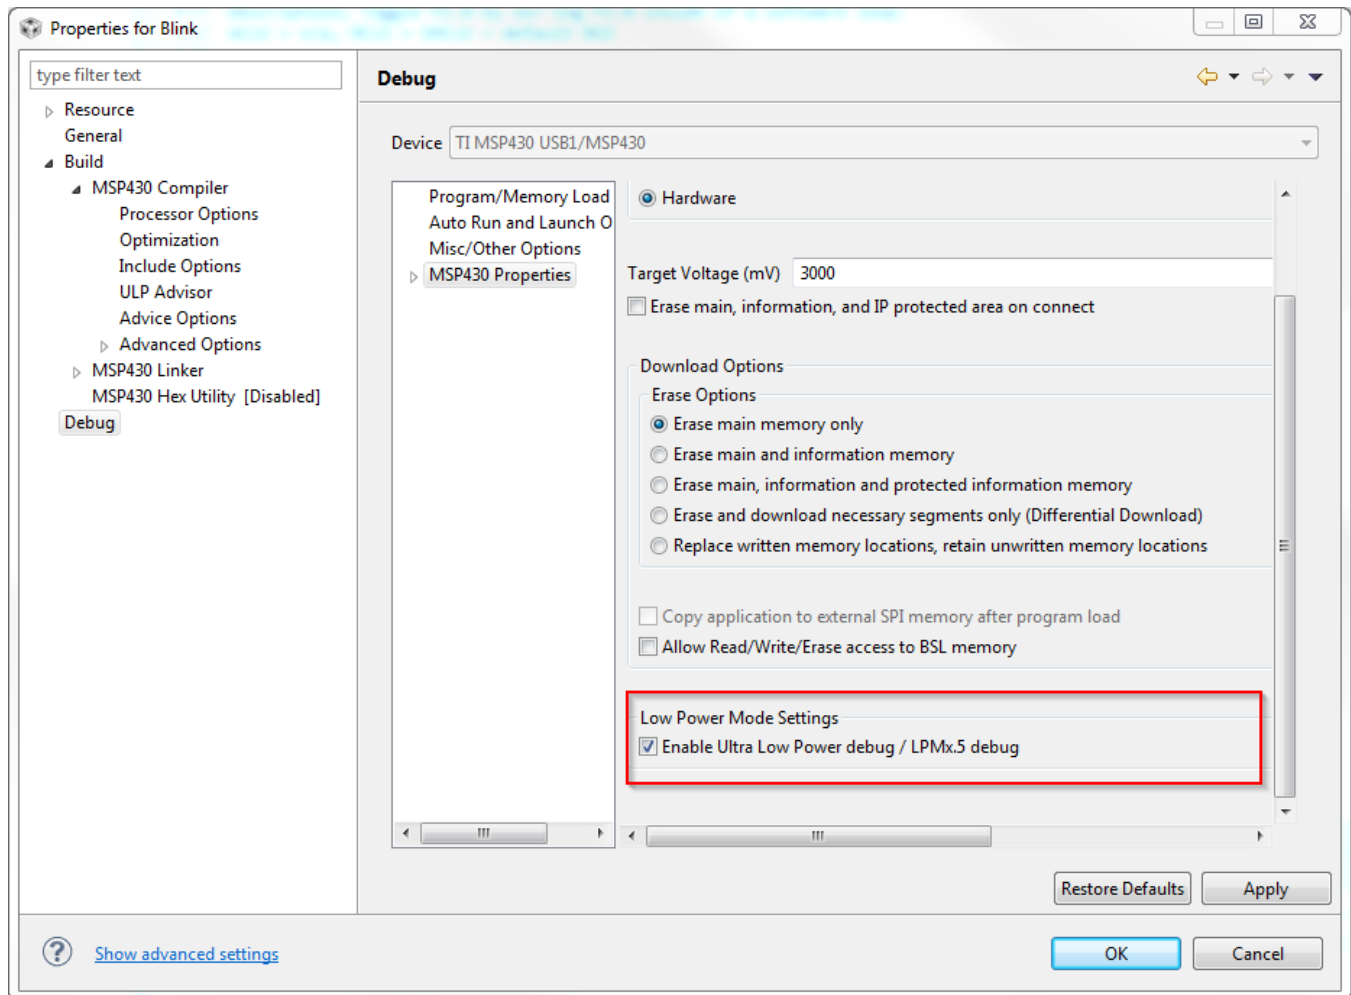 Properties for Blink
type filter text
Resource
General
Build
MSP430 Compiler
Processor Options
Optimization
Include Options
ULP Advisor
Advice Options
Advanced Options
MSP430 Linker
MSP430 Hex Utility [Disabled]
Debug
Debug
Device TI MSP430 USB1/MSP430
Program/Memory Load
Auto Run and Launch O
Misc/Other Options
MSP430 Properties
Hardware
Target Voltage (mV) 3000
Erase main, information, and IP protected area on connect
Download Options
Erase Options
Erase main memory only
Erase main and information memory
Erase main, information and protected information memory
Erase and download necessary segments only (Differential Download)
Replace written memory locations, retain unwritten memory locations
Copy application to external SPI memory after program load
Allow Read/Write/Erase access to BSL memory
Low Power Mode Settings
Enable Ultra Low Power debug / LPMx.5 debug
Restore Defaults Apply
? Show advanced settings
OK Cancel